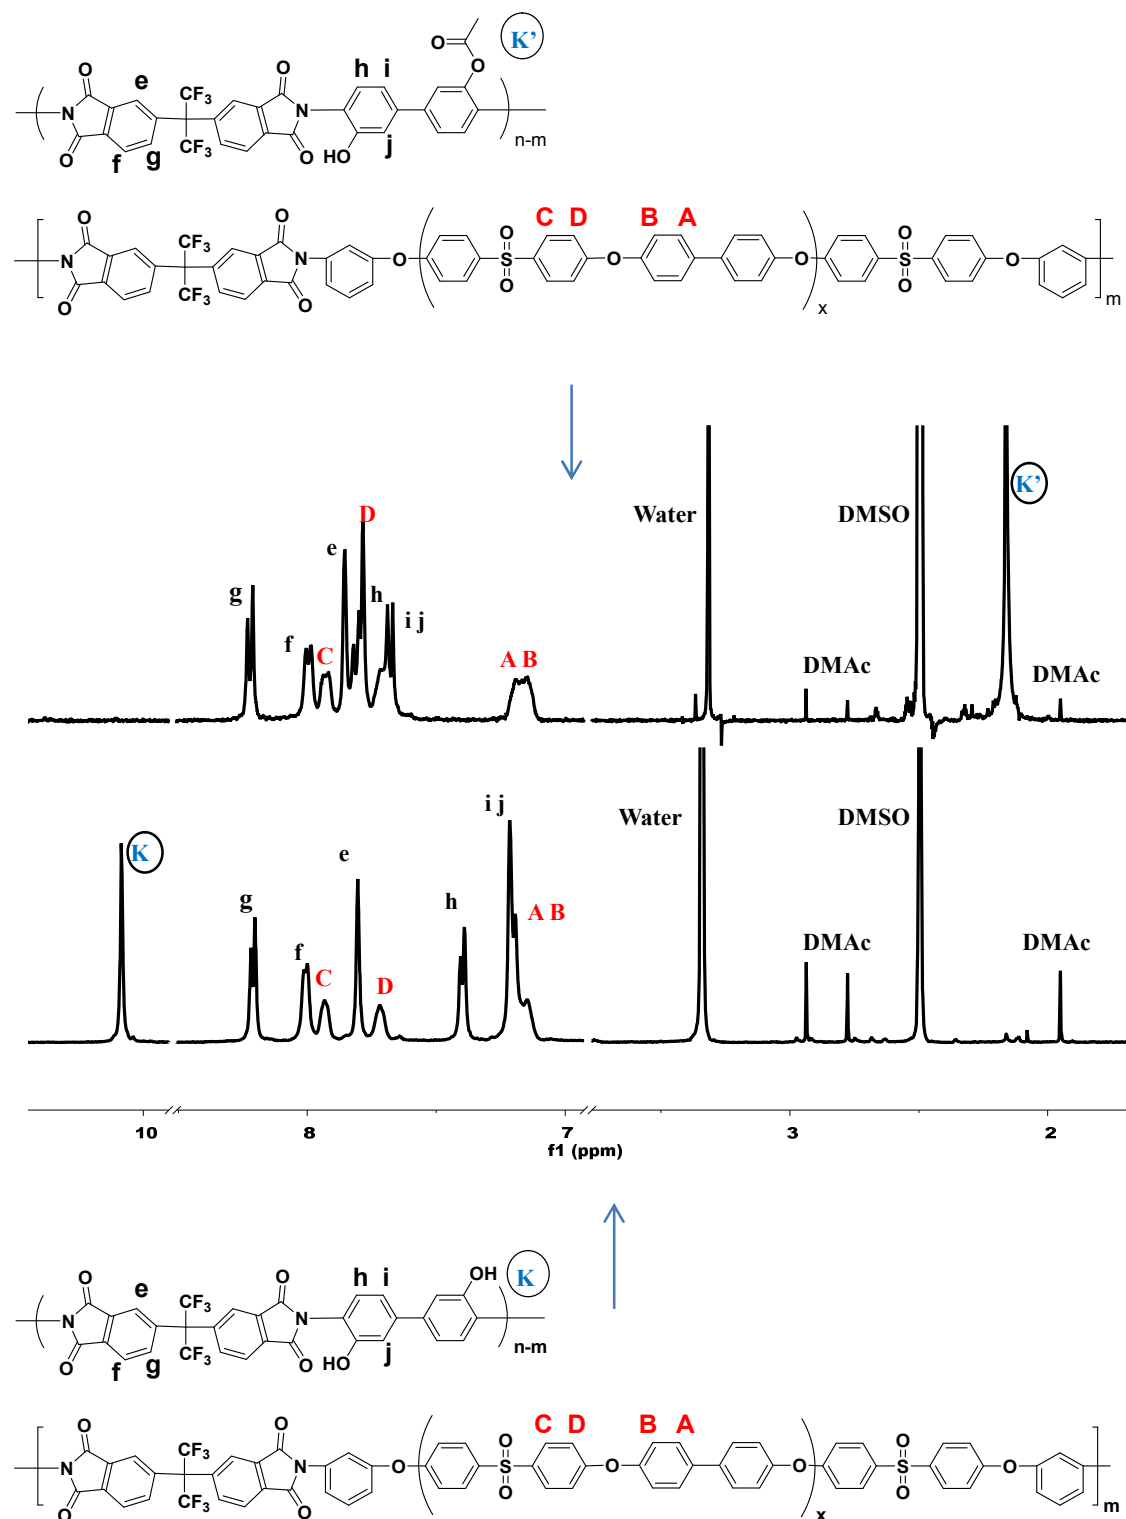 O O K’
O O h i O
e
N CF3 N
CF3
O f g O HO j n-m
O O C D B A
CF3 O O
N N O S O O S O
CF3 O O
O O x m
K’
D
Water DMSO
e
g h i j
f C A B DMAc DMAc
i j
Water DMSO
K e
g h A B
f C D DMAc DMAc
10 8 7 3 2
f1 (ppm)
O O h i OH K
e
N CF3 N
CF3
O f g O HO j n-m
O O C D B A
CF3 O O
N N O S O O S O
CF3 O O
O O x m